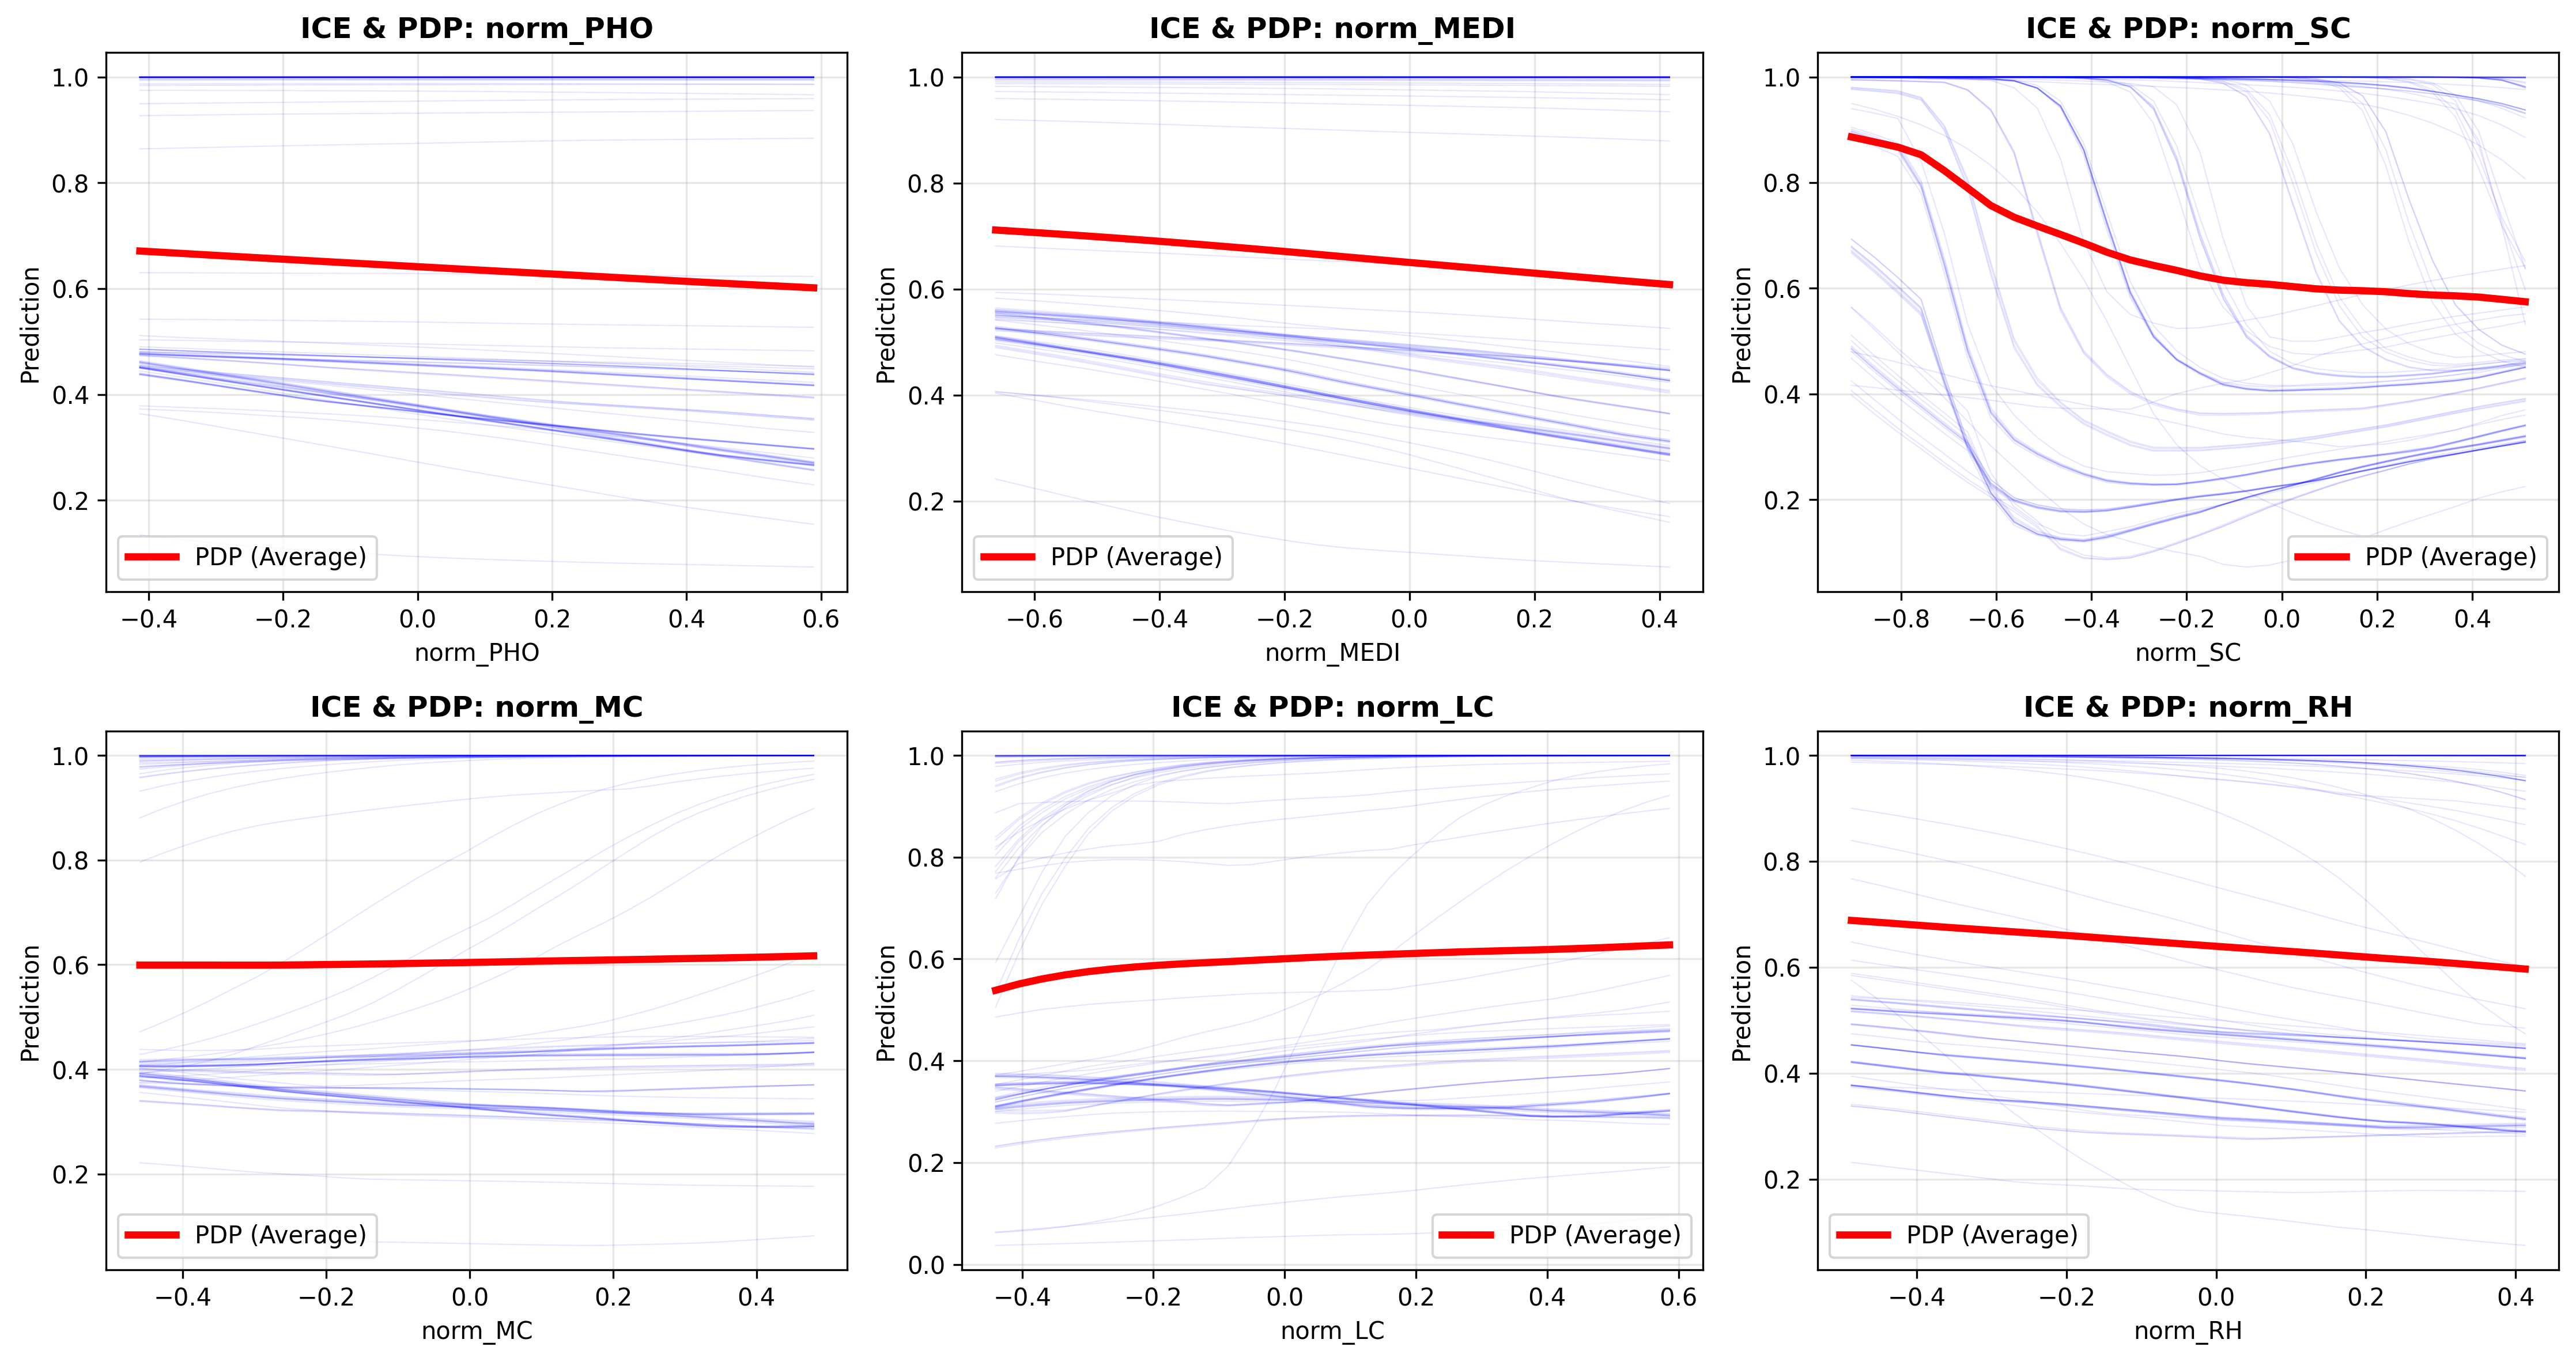 ICE & PDP: norm_PHO
Prediction
1.0
0.8
0.6
0.4
0.2
PDP (Average)
−0.4 −0.2 0.0 0.2 0.4 0.6
norm_PHO
ICE & PDP: norm_MEDI
Prediction
1.0
0.8
0.6
0.4
0.2
PDP (Average)
−0.6 −0.4 −0.2 0.0 0.2 0.4
norm_MEDI
ICE & PDP: norm_SC
Prediction
1.0
0.8
0.6
0.4
0.2
PDP (Average)
−0.8 −0.6 −0.4 −0.2 0.0 0.2 0.4
norm_SC
ICE & PDP: norm_MC
Prediction
1.0
0.8
0.6
0.4
0.2
PDP (Average)
−0.4 −0.2 0.0 0.2 0.4
norm_MC
ICE & PDP: norm_LC
Prediction
1.0
0.8
0.6
0.4
0.2
0.0
PDP (Average)
−0.4 −0.2 0.0 0.2 0.4 0.6
norm_LC
ICE & PDP: norm_RH
Prediction
1.0
0.8
0.6
0.4
0.2
PDP (Average)
−0.4 −0.2 0.0 0.2 0.4
norm_RH